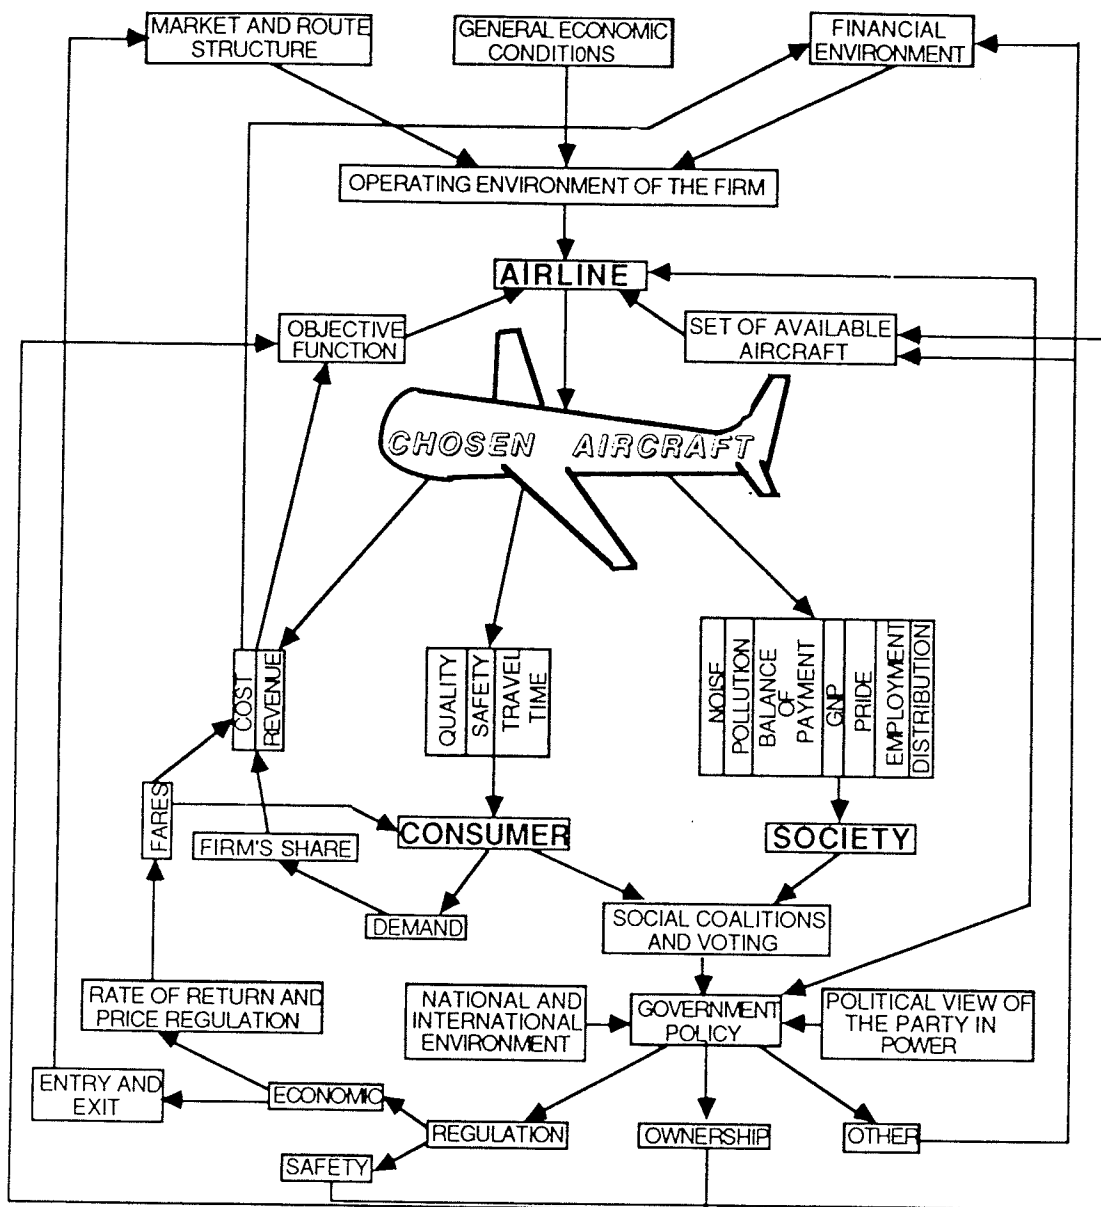 MARKET AND ROUTE
STRUCTURE
GENERAL ECONOMIC
CONDITIONS
FINANCIAL
ENVIRONMENT
OPERATING ENVIRONMENT OF THE FIRM
AIRLINE
OBJECTIVE
FUNCTION
SET OF AVAILABLE
AIRCRAFT
CHOSEN AIRCRAFT
COST
REVENUE
QUALITY
SAFETY
TRAVEL
TIME
NOISE
POLLUTION
BALANCE
OF
PAYMENT
GNP
PRIDE
EMPLOYMENT
DISTRIBUTION
FARES
FIRM'S SHARE
CONSUMER
SOCIETY
DEMAND
SOCIAL COALITIONS
AND VOTING
RATE OF RETURN AND
PRICE REGULATION
NATIONAL AND
INTERNATIONAL
ENVIRONMENT
GOVERNMENT
POLICY
POLITICAL VIEW OF
THE PARTY IN
POWER
ENTRY AND
EXIT
ECONOMIC
REGULATION
OWNERSHIP
OTHER
SAFETY